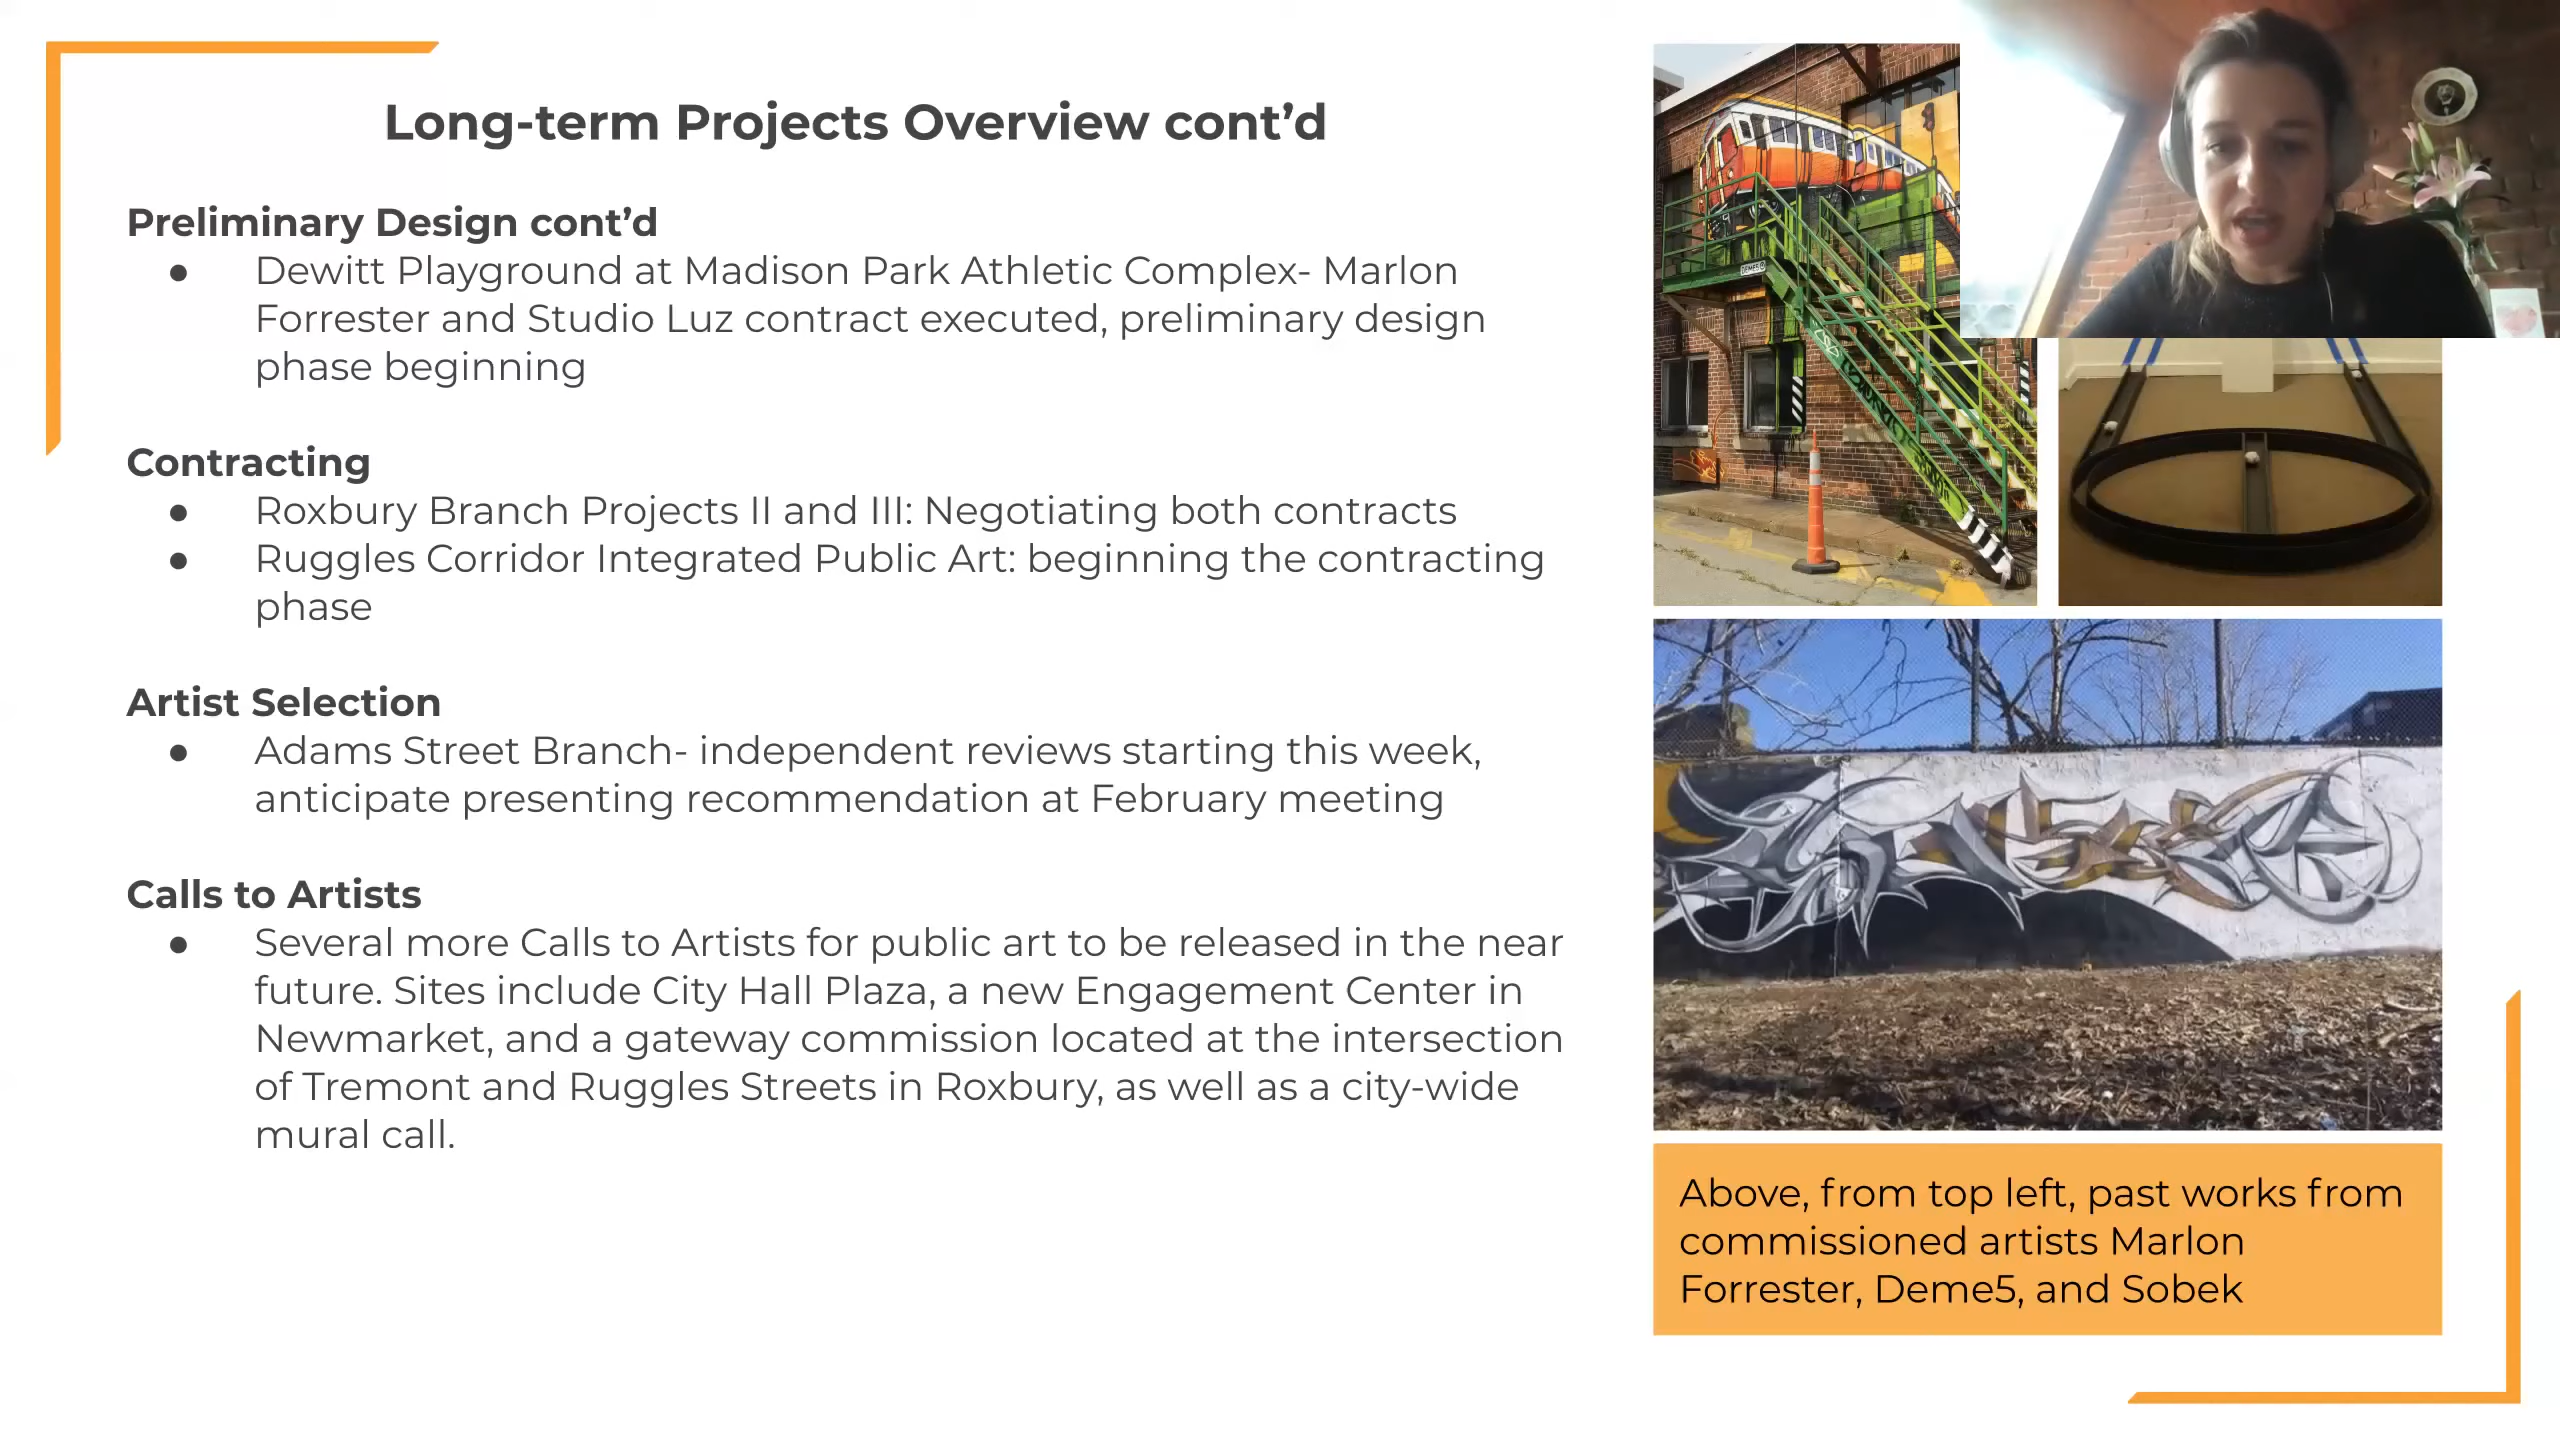 Long-term Projects Overview cont’d
Preliminary Design cont’d
● Dewitt Playground at Madison Park Athletic Complex- Marlon
Forrester and Studio Luz contract executed, preliminary design
phase beginning
Contracting
● Roxbury Branch Projects II and III: Negotiating both contracts
● Ruggles Corridor Integrated Public Art: beginning the contracting
phase
Artist Selection
● Adams Street Branch- independent reviews starting this week,
anticipate presenting recommendation at February meeting
Calls to Artists
● Several more Calls to Artists for public art to be released in the near
future. Sites include City Hall Plaza, a new Engagement Center in
Newmarket, and a gateway commission located at the intersection
of Tremont and Ruggles Streets in Roxbury, as well as a city-wide
mural call.
Above, from top left, past works from
commissioned artists Marlon
Forrester, Deme5, and Sobek